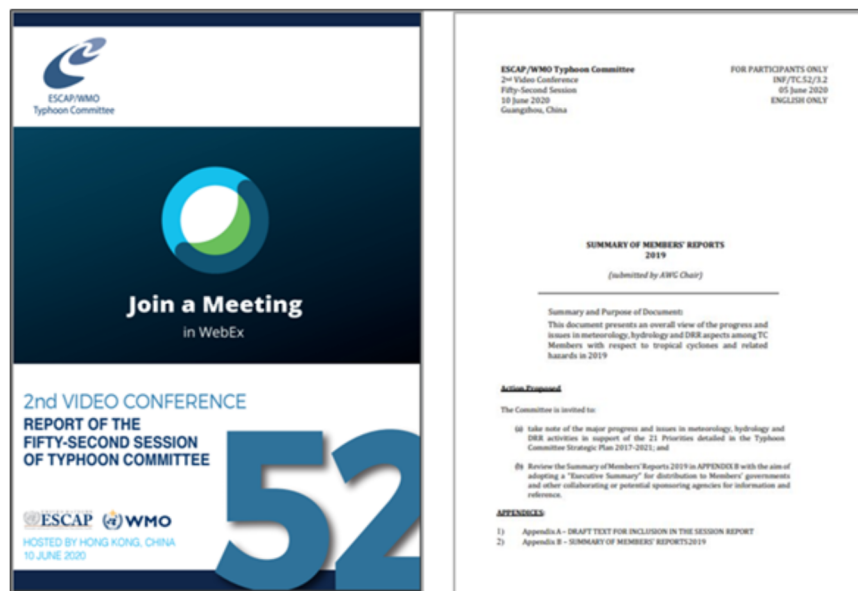 ESCAP/WMO
Typhoon Committee
Join a Meeting
in WebEx
2nd VIDEO CONFERENCE
REPORT OF THE
FIFTY-SECOND SESSION
OF TYPHOON COMMITTEE
52
ESCAP WMO
HOSTED BY HONG KONG, CHINA
10 JUNE 2020
ESCAP/WMO Typhoon Committee
2nd Video Conference
Fifty-Second Session
10 June 2020
Guangzhou, China
FOR PARTICIPANTS ONLY
INF/TC.52/3.2
05 June 2020
ENGLISH ONLY
SUMMARY OF MEMBERS' REPORTS
2019
(submitted by AWG Chair)
Summary and Purpose of Document:
This document presents an overall view of the progress and
issues in meteorology, hydrology and DRR aspects among TC
Members with respect to tropical cyclones and related
hazards in 2019
Action Proposed
The Committee is invited to:
(a) take note of the major progress and issues in meteorology, hydrology and
DRR activities in support of the 21 Priorities detailed in the Typhoon
Committee Strategic Plan 2017-2021; and
(b) Review the Summary of Members' Reports 2019 in APPENDIX B with the aim of
adopting a "Executive Summary" for distribution to Members' governments
and other collaborating or potential sponsoring agencies for information and
reference.
APPENDICES:
1) Appendix A – DRAFT TEXT FOR INCLUSION IN THE SESSION REPORT
2) Appendix B – SUMMARY OF MEMBERS' REPORTS2019